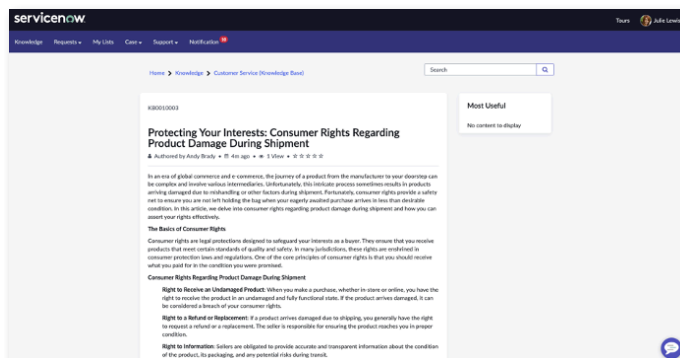 servicenow.
Tours Julie Lewis
Knowledge Requests My Lists Case Support Notification
Home > Knowledge > Customer Service (Knowledge Base)
Search
KB0010003
Most Useful
No content to display
Protecting Your Interests: Consumer Rights Regarding
Product Damage During Shipment
Authored by Andy Brady • 4m ago • 1 View •
In an era of global commerce and e-commerce, the journey of a product from the manufacturer to your doorstep can
be complex and involve various intermediaries. Unfortunately, this intricate process sometimes results in products
arriving damaged due to mishandling or other factors during shipment. Fortunately, consumer rights provide a safety
net to ensure you are not left holding the bag when your eagerly awaited purchase arrives in less than desirable
condition. In this article, we delve into consumer rights regarding product damage during shipment and how you can
assert your rights effectively.
The Basics of Consumer Rights
Consumer rights are legal protections designed to safeguard your interests as a buyer. They ensure that you receive
products that meet certain standards of quality and safety. In many jurisdictions, these rights are enshrined in
consumer protection laws and regulations. One of the core principles of consumer rights is that you should receive
what you paid for in the condition you were promised.
Consumer Rights Regarding Product Damage During Shipment
Right to Receive an Undamaged Product: When you make a purchase, whether in-store or online, you have the
right to receive the product in an undamaged and fully functional state. If the product arrives damaged, it can
be considered a breach of your consumer rights.
Right to a Refund or Replacement: If a product arrives damaged due to shipping, you generally have the right
to request a refund or a replacement. The seller is responsible for ensuring the product reaches you in proper
condition.
Right to Information: Sellers are obligated to provide accurate and transparent information about the condition
of the product, its packaging, and any potential risks during transit.